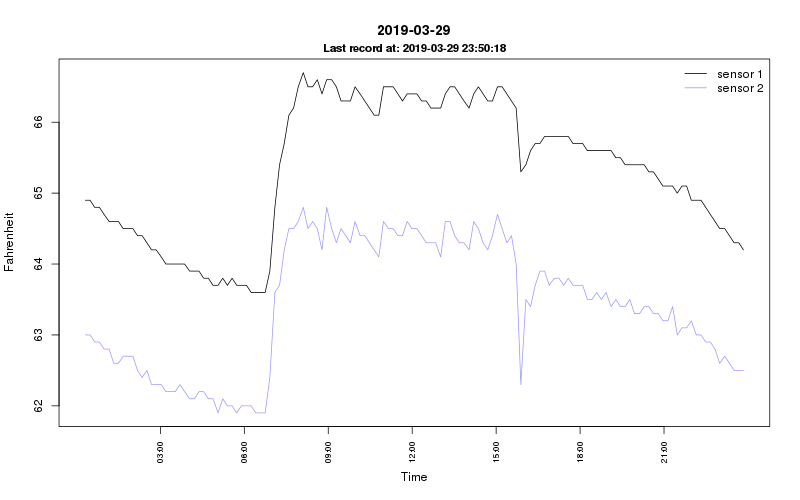 2019-03-29
Last record at: 2019-03-29 23:50:18
sensor 1
sensor 2
Fahrenheit
66
65
64
63
62
03:00
06:00
09:00
12:00
15:00
18:00
21:00
Time